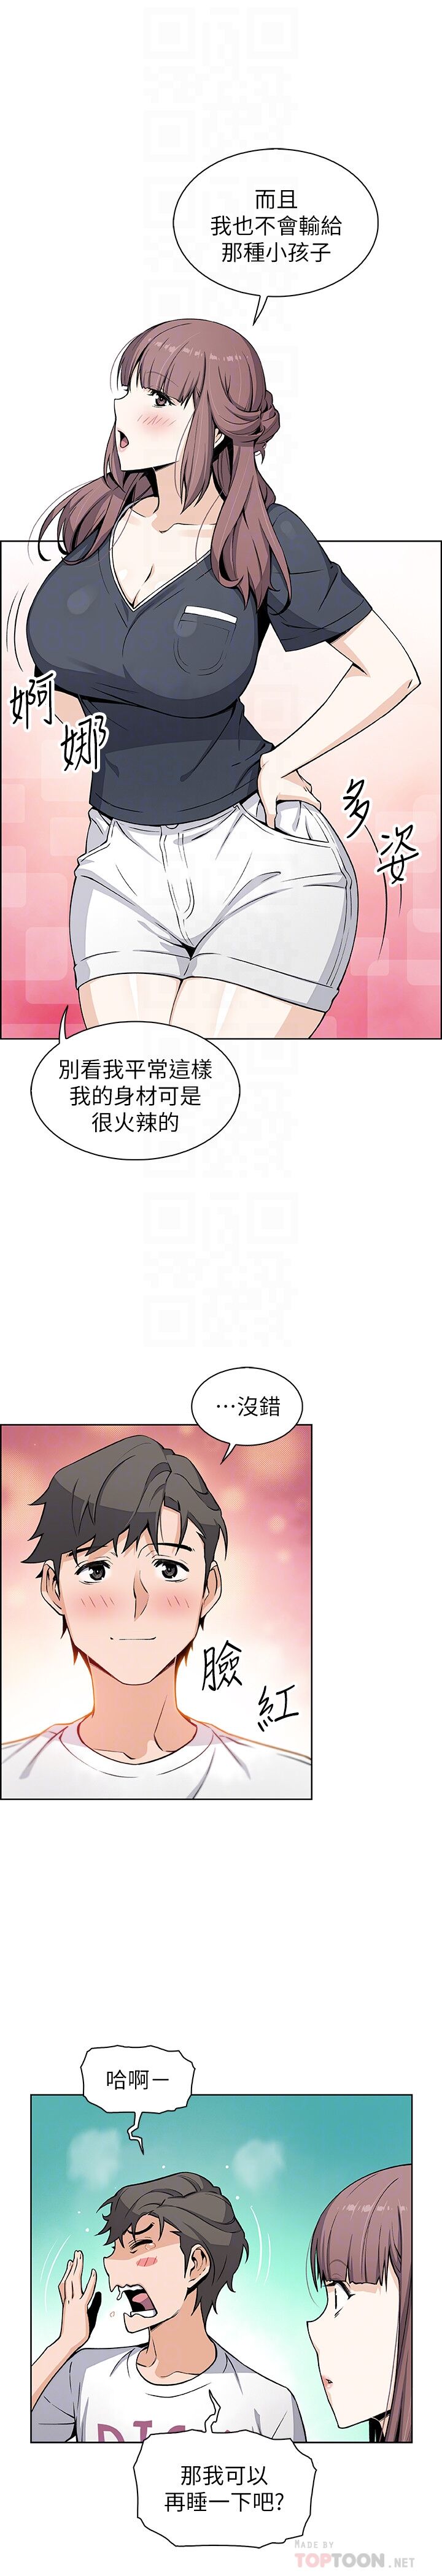 而且
我也不會輸給
那種小孩子
婀娜
多姿
別看我平常這樣
我的身材可是
很火辣的
…沒錯
臉紅
哈啊—
DIS
那我可以
再睡一下吧?
MADE BY
TOPTOON.NET